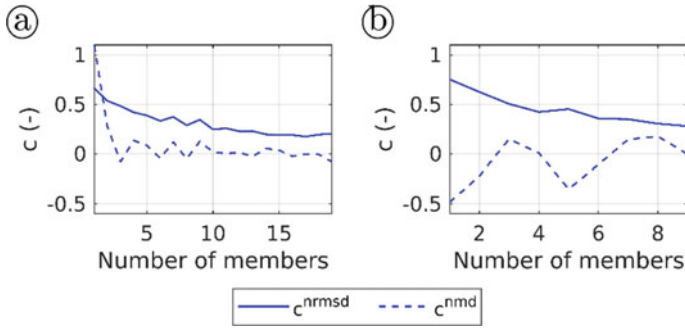 a
b
1
0.5
0
-0.5
c (-)
5 10 15
Number of members
1
0.5
0
-0.5
c (-)
2 4 6 8
Number of members
c^nrmsd c^nmd